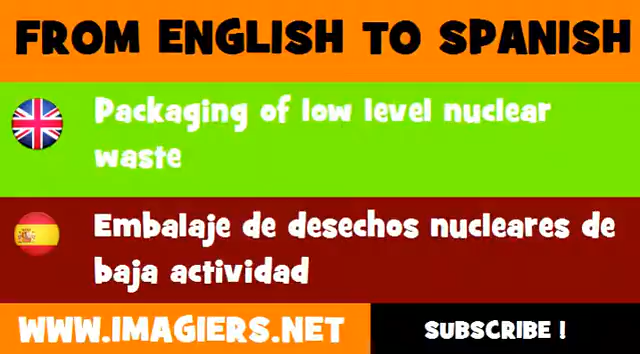 FROM ENGLISH TO SPANISH
Packaging of low level nuclear
waste
Embalaje de desechos nucleares de
baja actividad
WWW.IMAGIERS.NET
SUBSCRIBE !